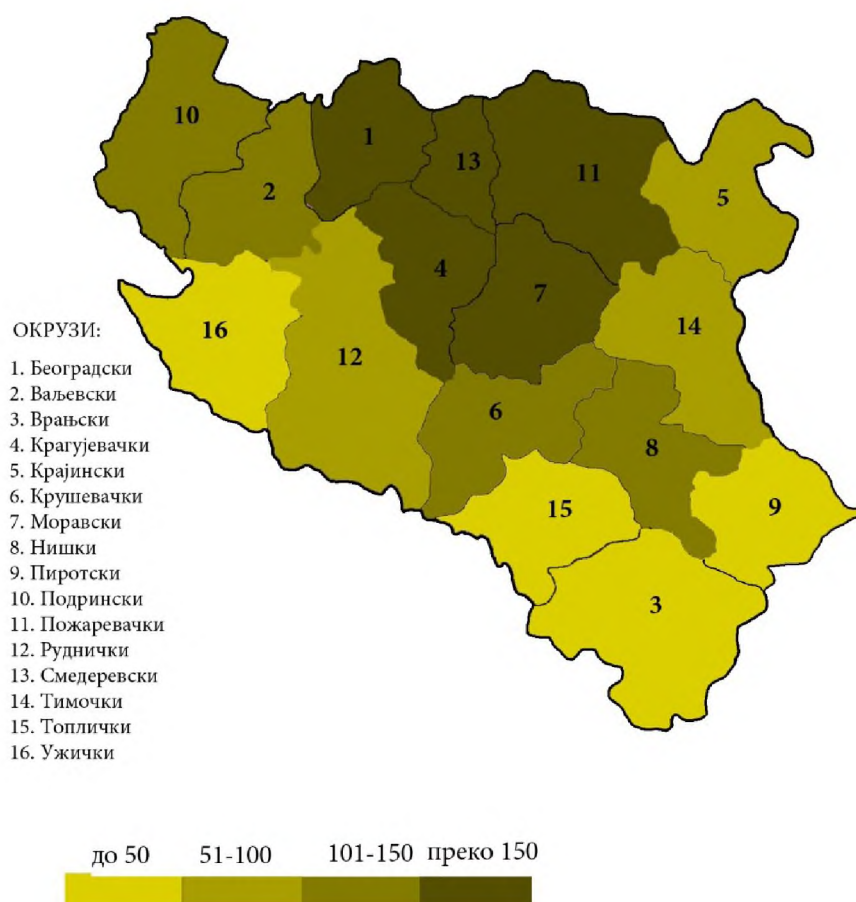 10
1
13
11
2
5
4
7
16
14
12
6
8
15
9
3
ОКРУЗИ:
1. Београдски
2. Ваљевски
3. Врањски
4. Крагујевачки
5. Крајински
6. Крушевачки
7. Моравски
8. Нишки
9. Пиротски
10. Подрински
11. Пожаревачки
12. Руднички
13. Смедеревски
14. Тимочки
15. Топлички
16. Ужички
до 50 51-100 101-150 преко 150